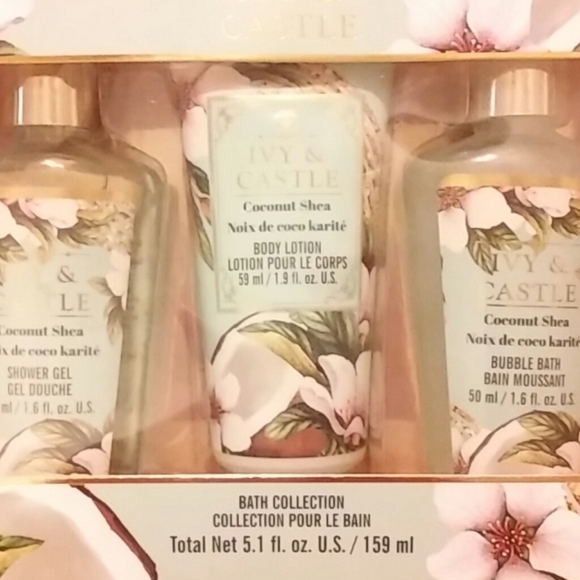 CASTLE
IVY &
CASTLE
Coconut Shea
Noix de coco karité
BODY LOTION
LOTION POUR LE CORPS
59 ml / 1.9 fl. oz. U.S.
&
CASTLE
Coconut Shea
de coco karité
SHOWER GEL
GEL DOUCHE
ml / 1.6 fl. oz. U.S.
IVY &
CASTLE
Coconut Shea
Noix de coco karité
BUBBLE BATH
BAIN MOUSSANT
50 ml / 1.6 fl. oz. U.S.
BATH COLLECTION
COLLECTION POUR LE BAIN
Total Net 5.1 fl. oz. U.S. / 159 ml